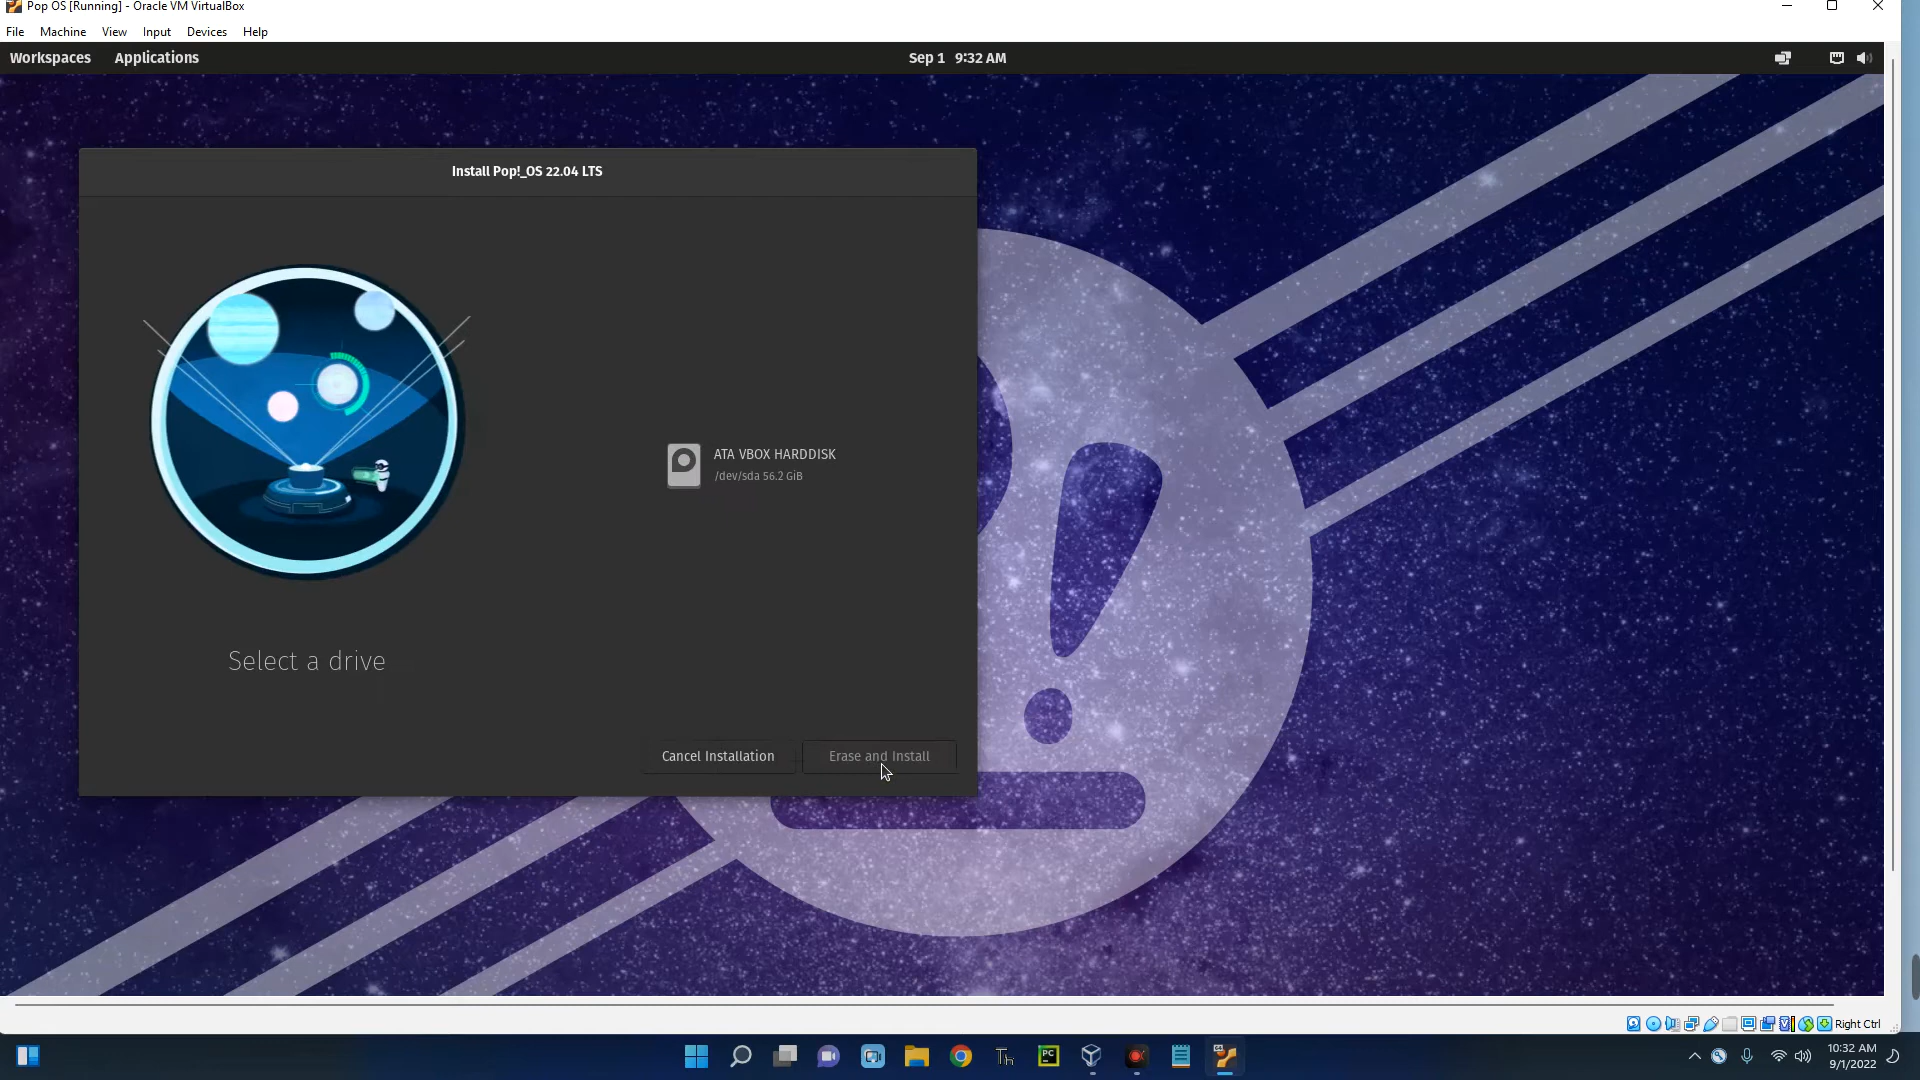 Pop OS [Running] - Oracle VM VirtualBox
File Machine View Input Devices Help
Workspaces Applications Sep 1 9:32 AM
Install Pop!_OS 22.04 LTS
ATA VBOX HARDDISK
/dev/sda 56.2 GiB
Select a drive
Cancel Installation Erase and Install
Right Ctrl
Th PC
10:32 AM
9/1/2022